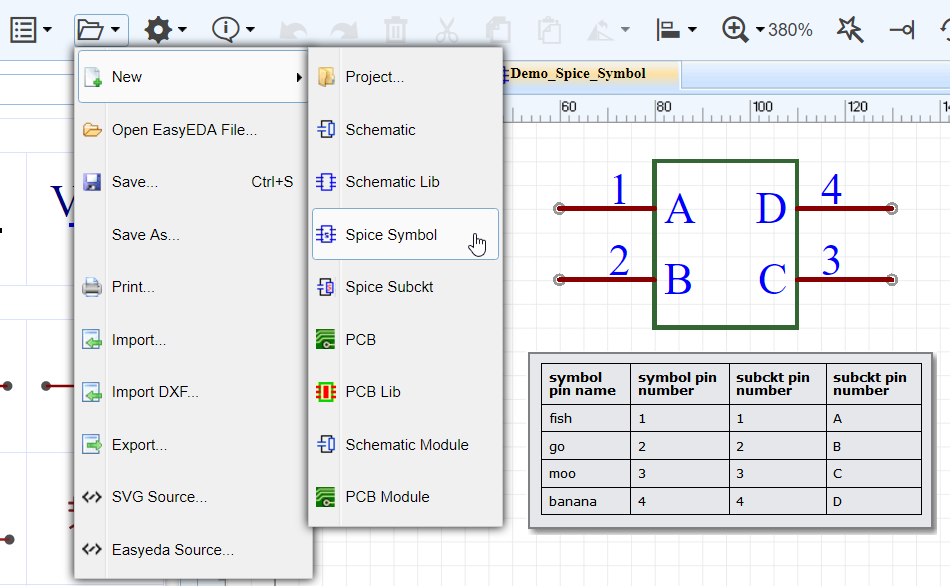 380%
New
Open EasyEDA File...
Save... Ctrl+S
Save As...
Print...
Import...
Import DXF...
Export...
SVG Source...
Easyeda Source...
Project...
Schematic
Schematic Lib
Spice Symbol
Spice Subckt
PCB
PCB Lib
Schematic Module
PCB Module
Demo_Spice_Symbol
60 80 100 120
V
1 A D 4
2 B C 3
symbol pin name symbol pin number subckt pin number subckt pin number
fish 1 1 A
go 2 2 B
moo 3 3 C
banana 4 4 D